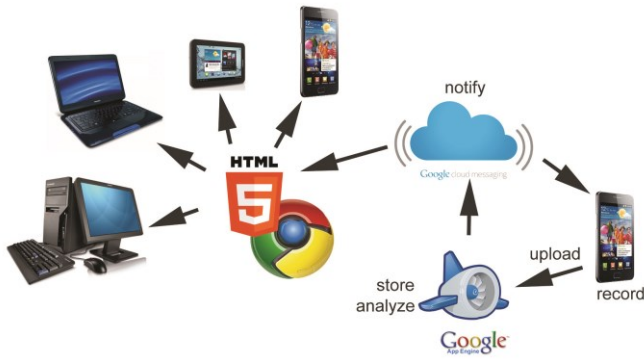 notify
HTML
5
Google cloud messaging
upload
store
analyze
record
Google
App Engine